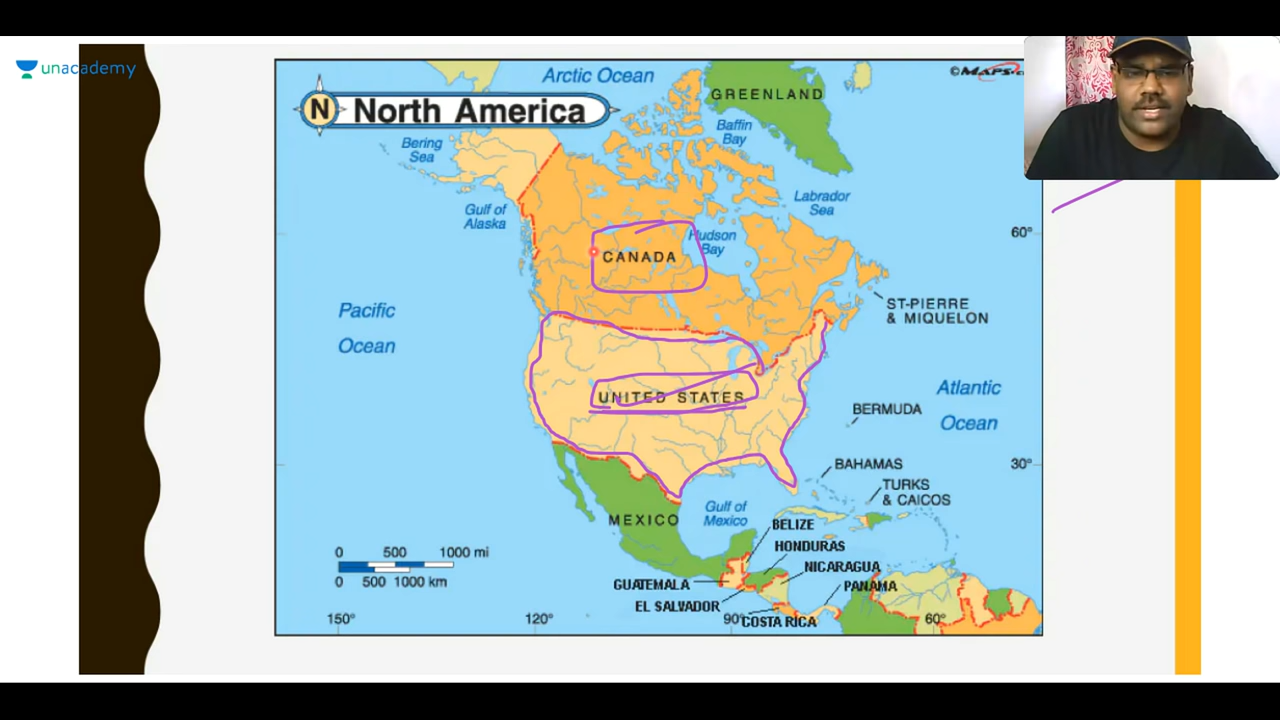 unacademy
©MAPS.c
Arctic Ocean
GREENLAND
N North America
Baffin
Bay
Bering
Sea
Labrador
Sea
Gulf of
Alaska
60°
Hudson
Bay
CANADA
ST-PIERRE
& MIQUELON
Pacific
Ocean
UNITED STATES
Atlantic
Ocean
BERMUDA
30°
BAHAMAS
TURKS
& CAICOS
Gulf of
Mexico
MEXICO
BELIZE
HONDURAS
NICARAGUA
GUATEMALA
PANAMA
EL SALVADOR
COSTA RICA
0 500 1000 mi
0 500 1000 km
150° 120° 90° 60°